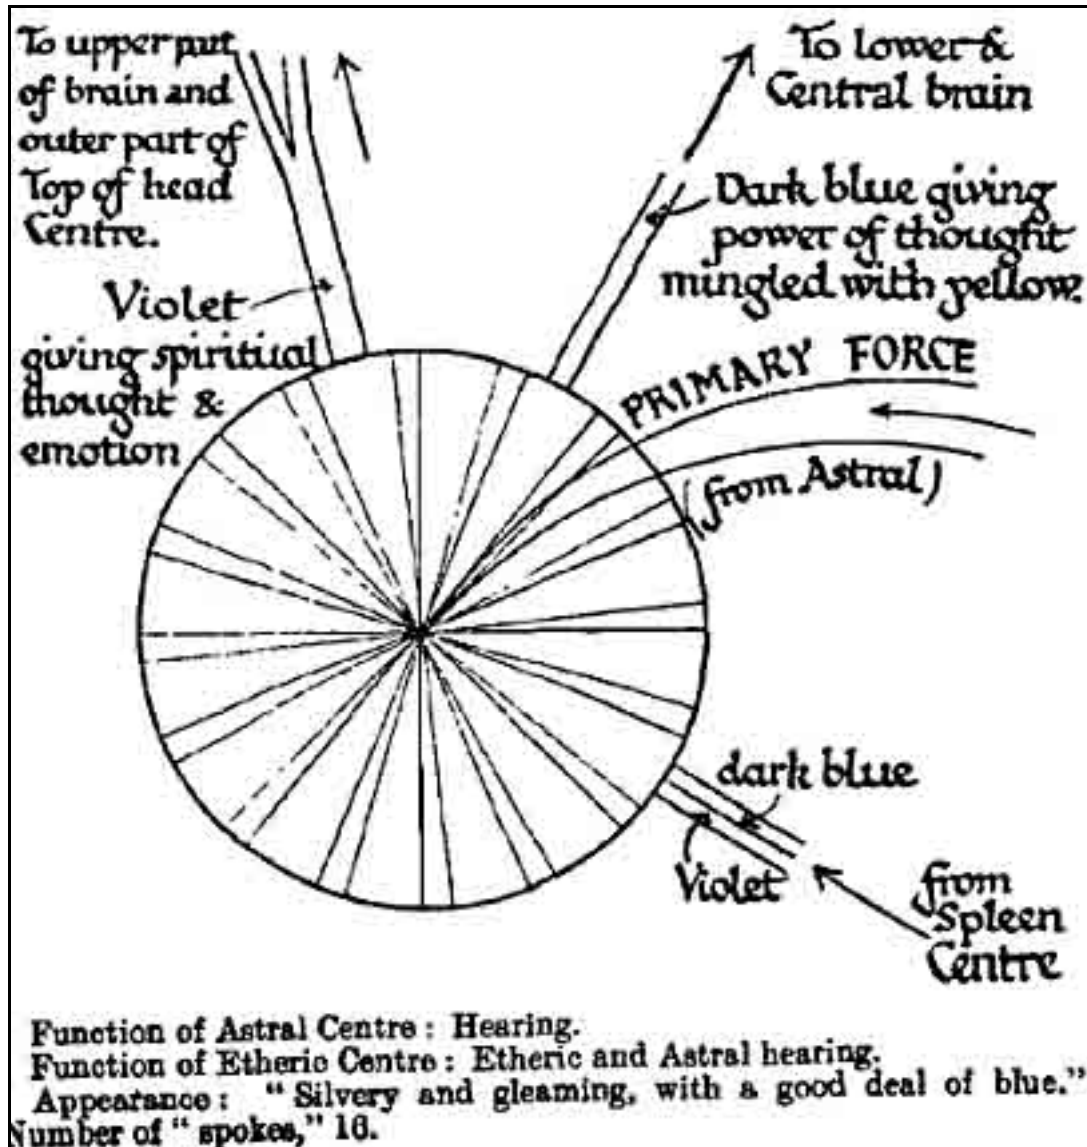 To upper put
of brain and
outer part of
Top of head
Centre.
Violet
giving spiritual
thought &
emotion
To lower &
Central brain
Dark blue giving
power of thought
mingled with yellow.
PRIMARY FORCE
(from Astral)
dark blue
Violet
from
Spleen
Centre
Function of Astral Centre : Hearing.
Function of Etheric Centre : Etheric and Astral hearing.
Appearance : " Silvery and gleaming, with a good deal of blue."
Number of " spokes," 16.